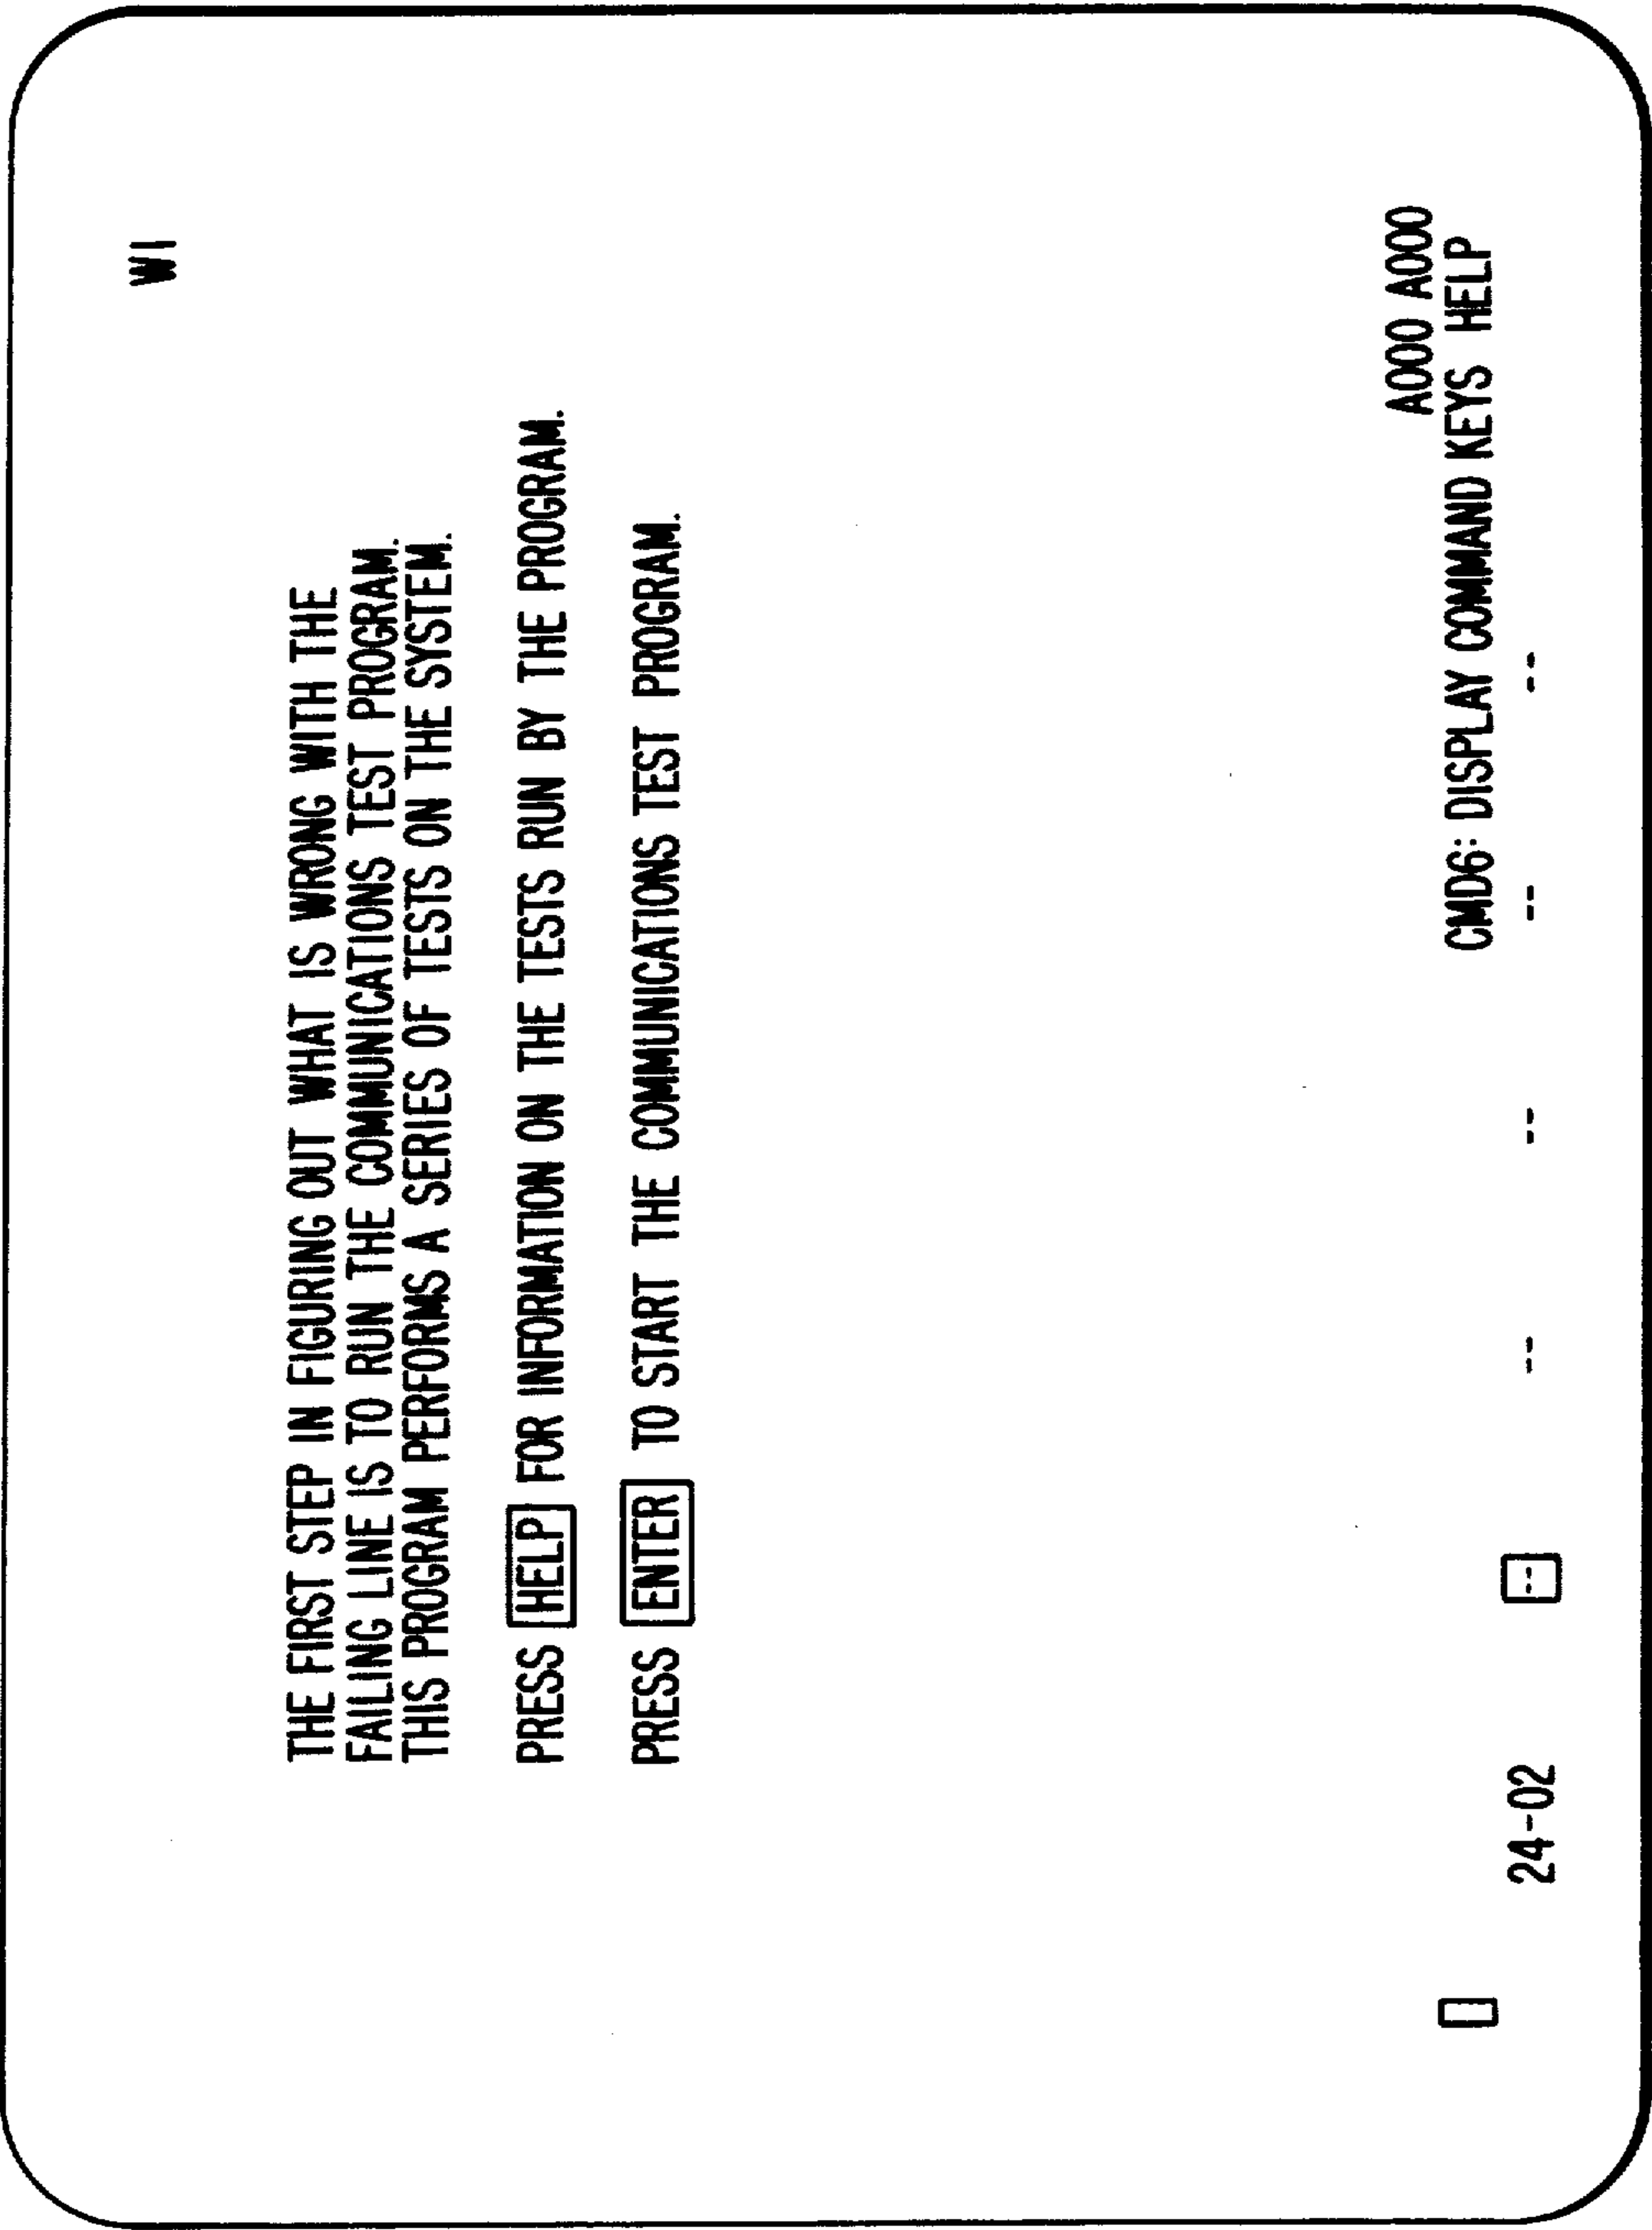 W1
THE FIRST STEP IN FIGURING OUT WHAT IS WRONG WITH THE
FAILING LINE IS TO RUN THE COMMUNICATIONS TEST PROGRAM.
THIS PROGRAM PERFORMS A SERIES OF TESTS ON THE SYSTEM.
PRESS HELP FOR INFORMATION ON THE TESTS RUN BY THE PROGRAM.
PRESS ENTER TO START THE COMMUNICATIONS TEST PROGRAM.
A000 A000
CMD6: DISPLAY COMMAND KEYS HELP
24-02 -- -- -- -- --